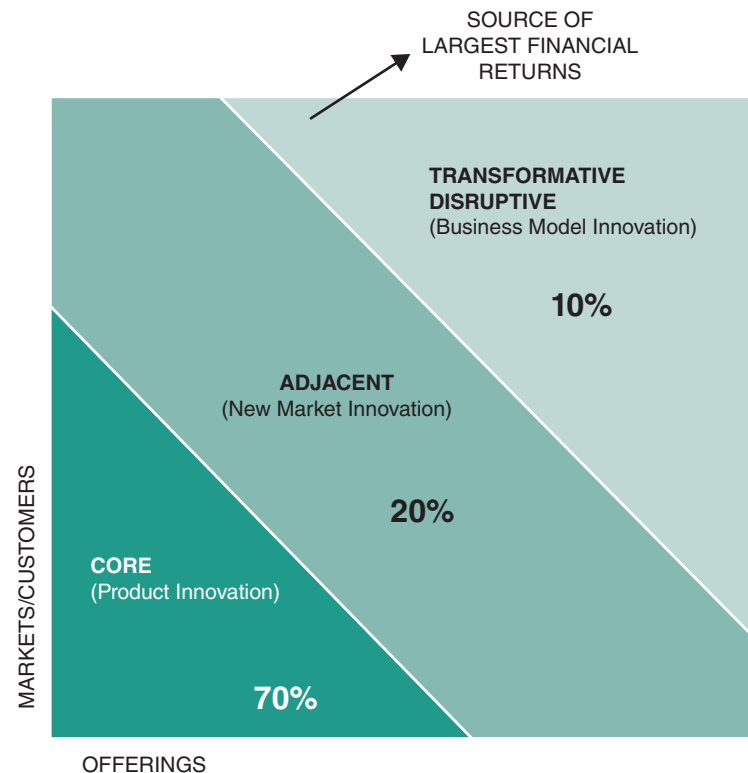 SOURCE OF
LARGEST FINANCIAL
RETURNS
TRANSFORMATIVE
DISRUPTIVE
(Business Model Innovation)
10%
ADJACENT
(New Market Innovation)
20%
CORE
(Product Innovation)
70%
MARKETS/CUSTOMERS
OFFERINGS